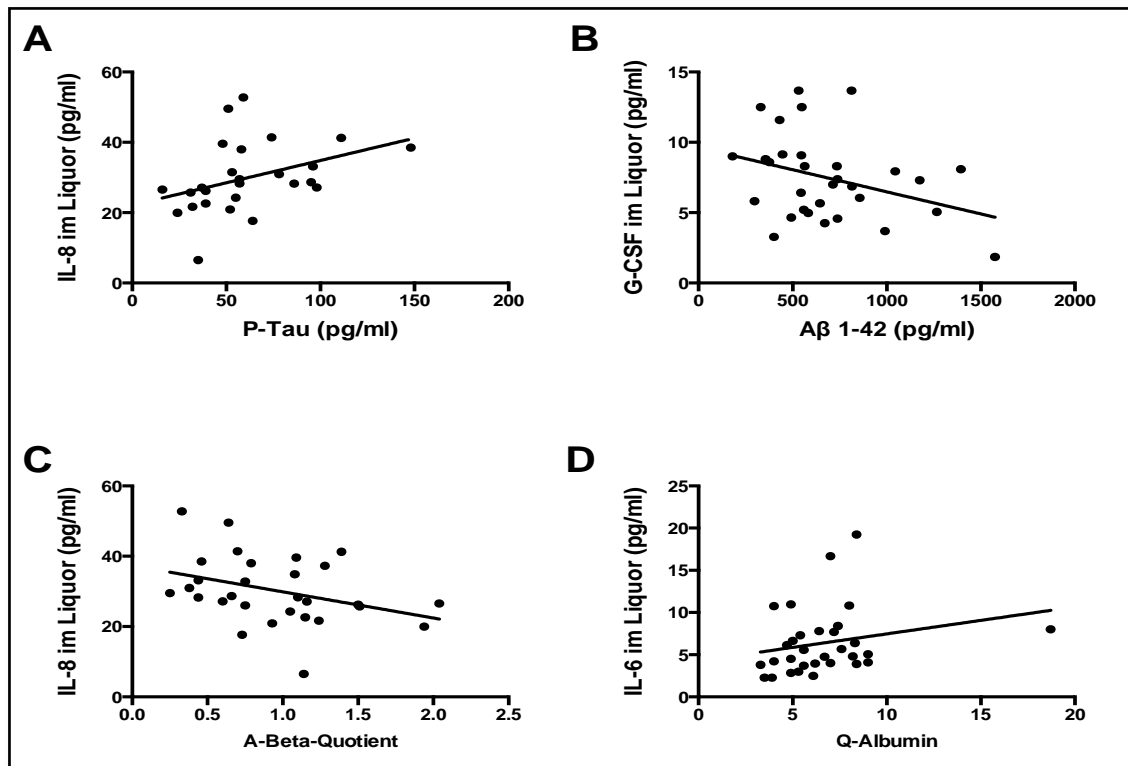 A
IL-8 im Liquor (pg/ml)
60
40
20
0
0 50 100 150 200
P-Tau (pg/ml)
B
G-CSF im Liquor (pg/ml)
15
10
5
0
0 500 1000 1500 2000
Aβ 1-42 (pg/ml)
C
IL-8 im Liquor (pg/ml)
60
40
20
0
0.0 0.5 1.0 1.5 2.0 2.5
A-Beta-Quotient
D
IL-6 im Liquor (pg/ml)
25
20
15
10
5
0
0 5 10 15 20
Q-Albumin